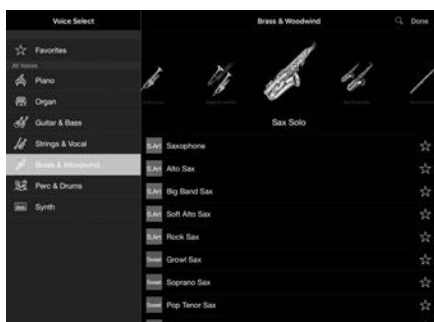 Voice Select
Brass & Woodwind
Done
Favorites
All Voices
Piano
Organ
Guitar & Bass
Strings & Vocal
Brass & Woodwind
Perc & Drums
Synth
Sax Solo
S.Art Saxophone
S.Art Alto Sax
S.Art Big Band Sax
S.Art Soft Alto Sax
S.Art Rock Sax
Sweet Growl Sax
Sweet Soprano Sax
Sweet Pop Tenor Sax